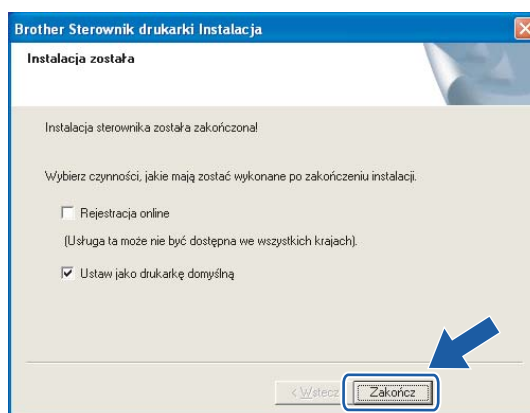 Brother Sterownik drukarki Instalacja
Instalacja została
Instalacja sterownika została zakończona!
Wybierz czynności, jakie mają zostać wykonane po zakończeniu instalacji.
Rejestracja online
(Usługa ta może nie być dostępna we wszystkich krajach).
Ustaw jako drukarkę domyślną
< Wstecz
Zakończ